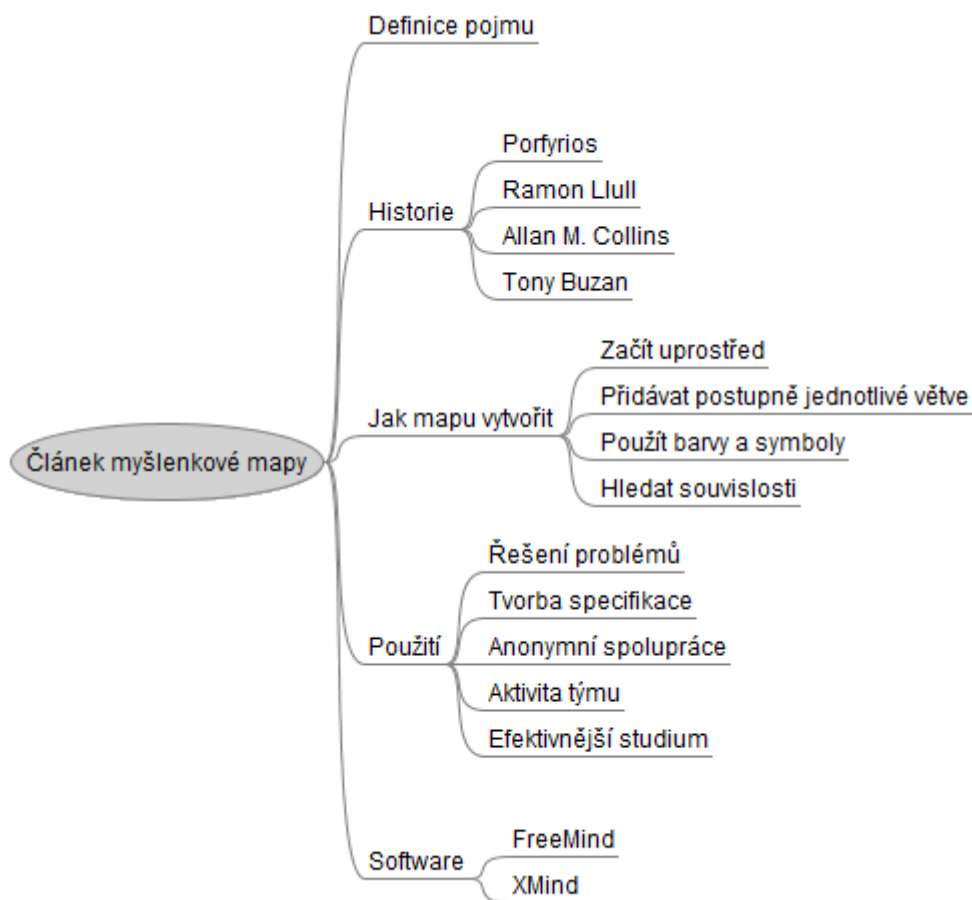 Definice pojmu
Porfyrios
Ramon Llull
Historie
Allan M. Collins
Tony Buzan
Začít uprostřed
Přidávat postupně jednotlivé větve
Jak mapu vytvořit
Použít barvy a symboly
Článek myšlenkové mapy
Hledat souvislosti
Řešení problémů
Tvorba specifikace
Použití
Anonymní spolupráce
Aktivita týmu
Efektivnější studium
FreeMind
Software
XMind